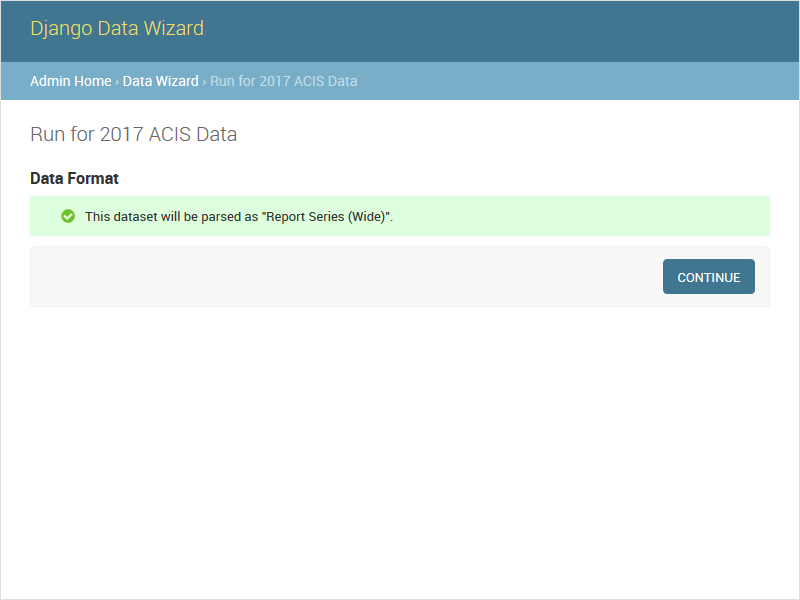 Django Data Wizard
Admin Home › Data Wizard › Run for 2017 ACIS Data
Run for 2017 ACIS Data
Data Format
This dataset will be parsed as "Report Series (Wide)".
CONTINUE